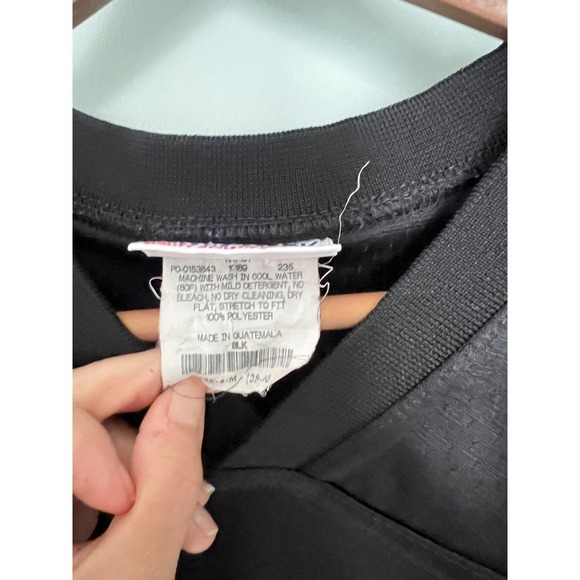 PO-0153843 1289 235
MACHINE WASH IN COOL WATER
(80F) WITH MILD DETERGENT, NO
BLEACH, NO DRY CLEANING, DRY
FLAT, STRETCH TO FIT
100% POLYESTER
MADE IN GUATEMALA
BLK